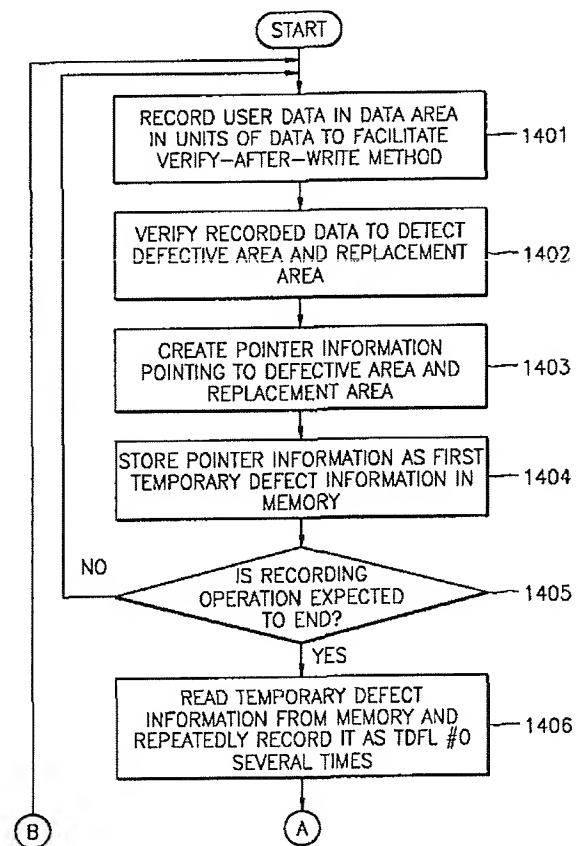 START
RECORD USER DATA IN DATA AREA
IN UNITS OF DATA TO FACILITATE
VERIFY-AFTER-WRITE METHOD
1401
VERIFY RECORDED DATA TO DETECT
DEFECTIVE AREA AND REPLACEMENT
AREA
1402
CREATE POINTER INFORMATION
POINTING TO DEFECTIVE AREA AND
REPLACEMENT AREA
1403
STORE POINTER INFORMATION AS FIRST
TEMPORARY DEFECT INFORMATION IN
MEMORY
1404
NO
IS RECORDING
OPERATION EXPECTED
TO END?
1405
YES
READ TEMPORARY DEFECT
INFORMATION FROM MEMORY AND
REPEATEDLY RECORD IT AS TDFL #0
SEVERAL TIMES
1406
B
A